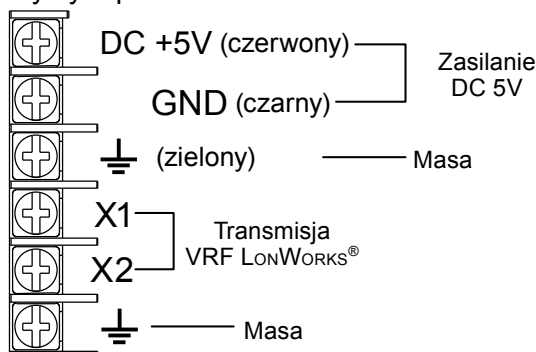 DC +5V (czerwony)
Zasilanie
DC 5V
GND (czarny)
(zielony)
Masa
X1
Transmisja
VRF LONWORKS®
X2
Masa